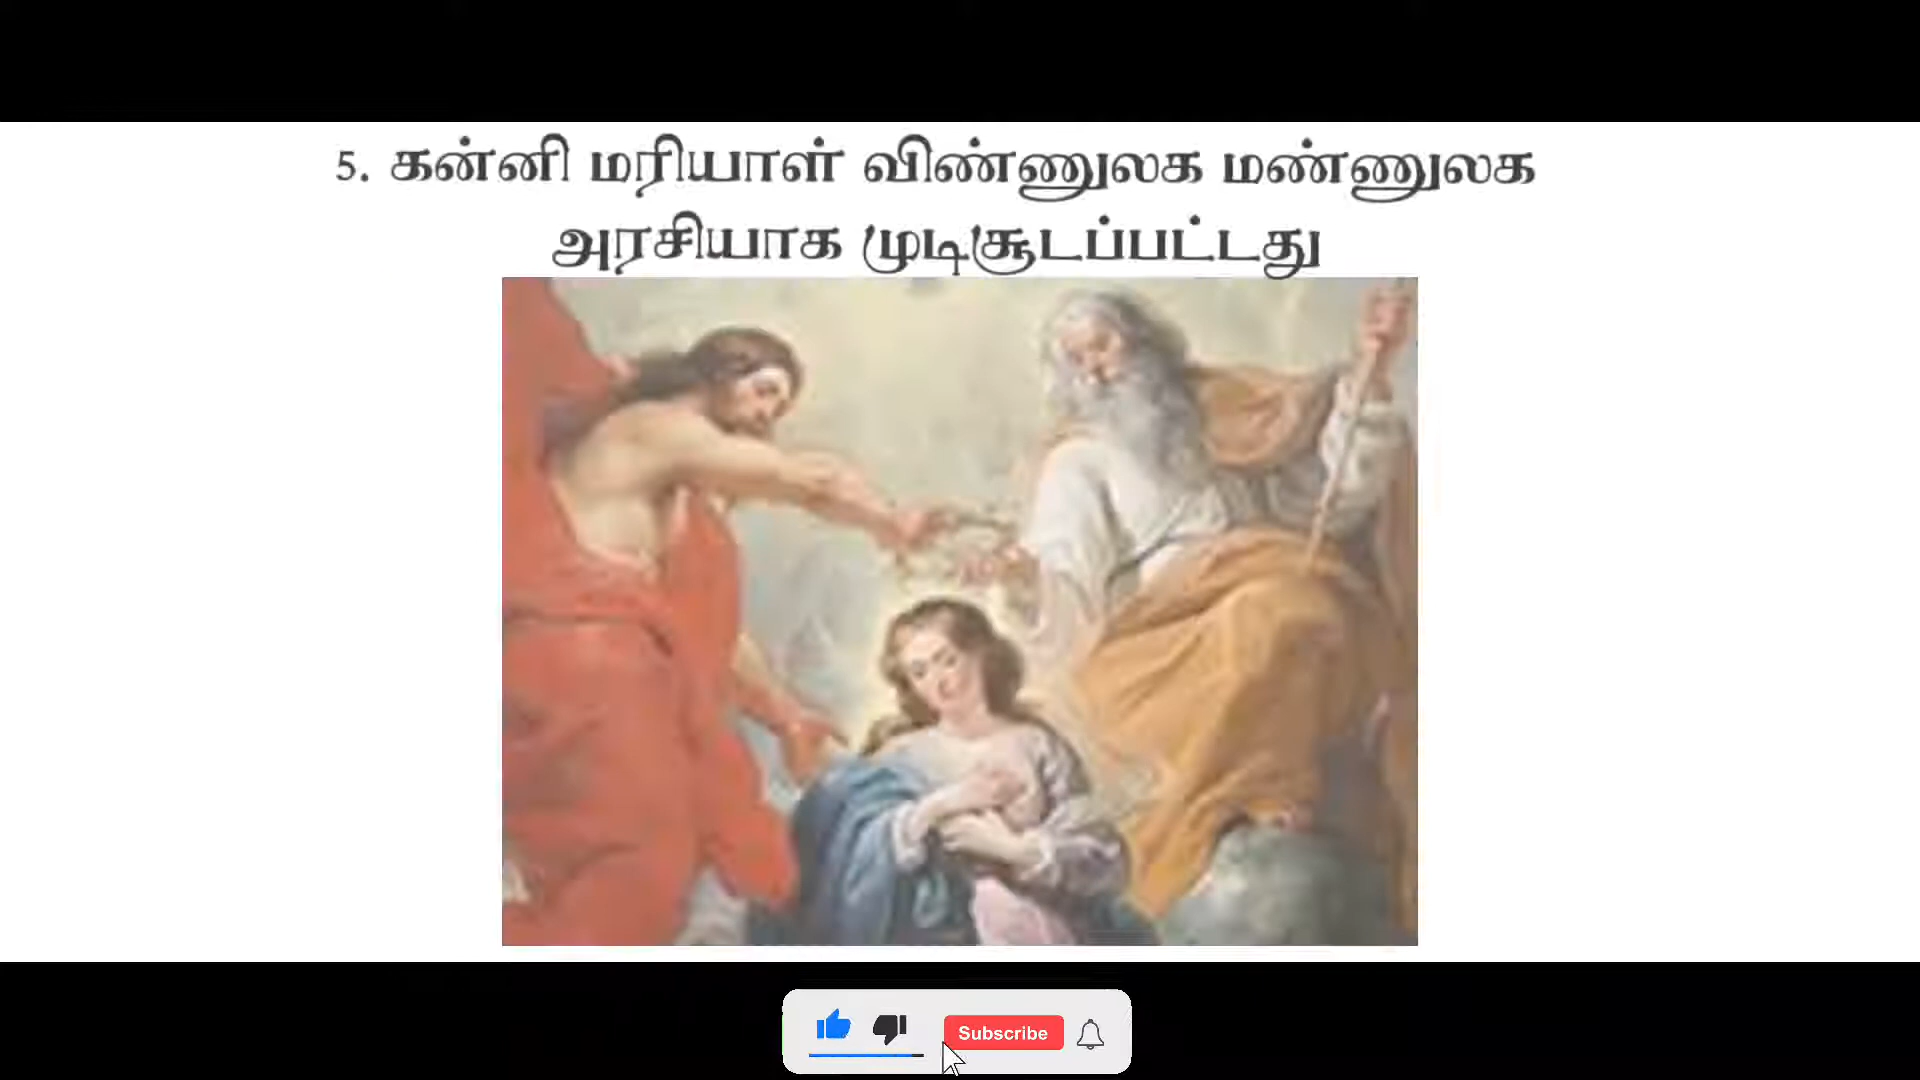 5. கன்னி மரியாள் விண்ணுலக மண்ணுலக
அரசியாக முடிசூடப்பட்டது
Subscribe